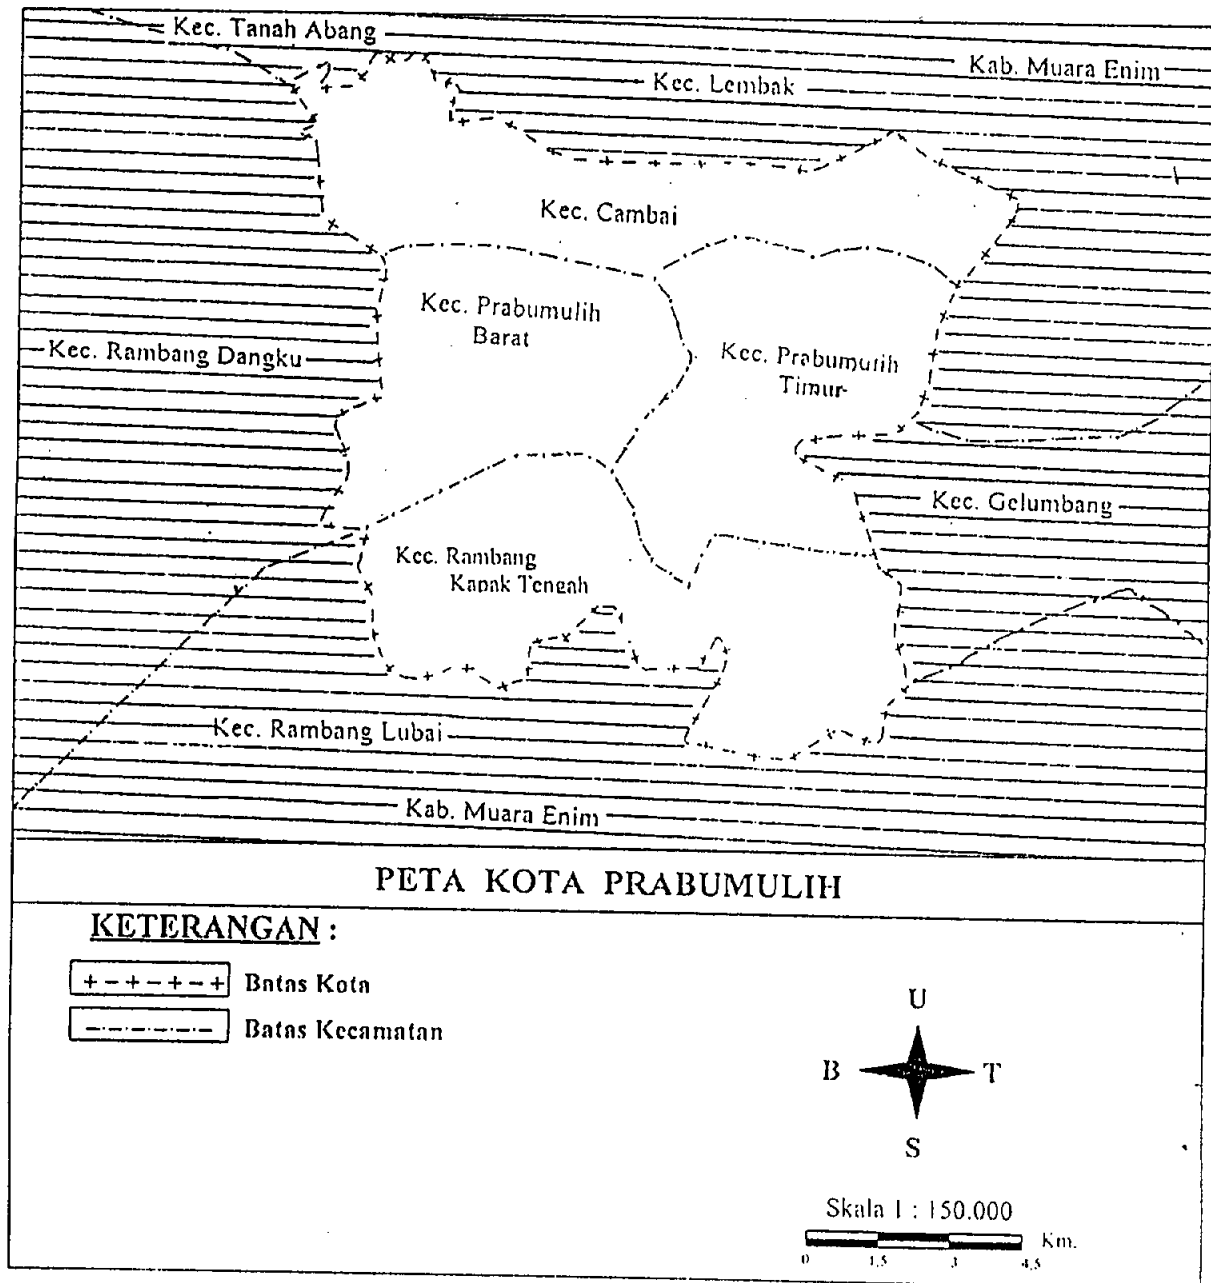 Kec. Tanah Abang
Kab. Muara Enim
Kec. Lembak
Kec. Cambai
Kec. Prabumulih
Barat
Kec. Rambang Dangku
Kec. Prabumulih
Timur
Kec. Gelumbang
Kec. Rambang
Kapak Tengah
Kec. Rambang Lubai
Kab. Muara Enim
PETA KOTA PRABUMULIH
KETERANGAN :
Batas Kota
Batas Kecamatan
U
B T
S
Skala 1 : 150.000
Km.
0 1,5 3 4,5